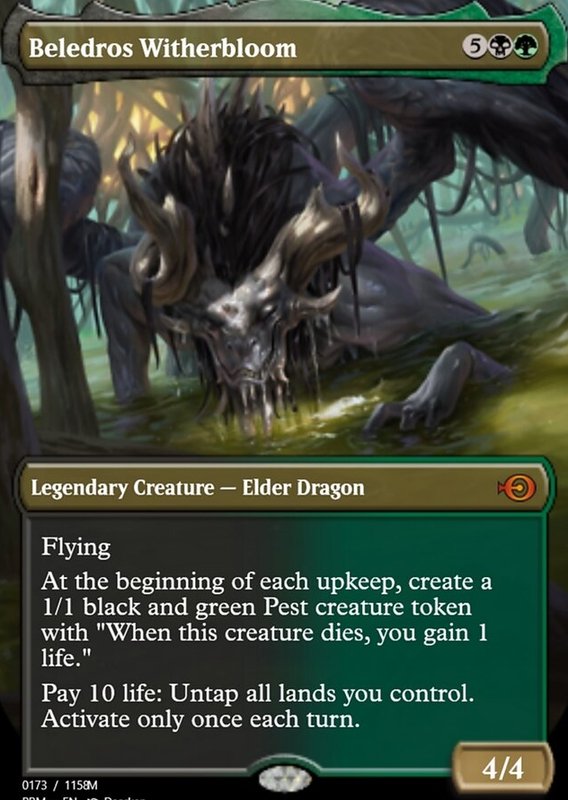 Beledros Witherbloom
5
Legendary Creature — Elder Dragon
Flying
At the beginning of each upkeep, create a
1/1 black and green Pest creature token
with "When this creature dies, you gain 1
life."
Pay 10 life: Untap all lands you control.
Activate only once each turn.
4/4
0173 / 1158M